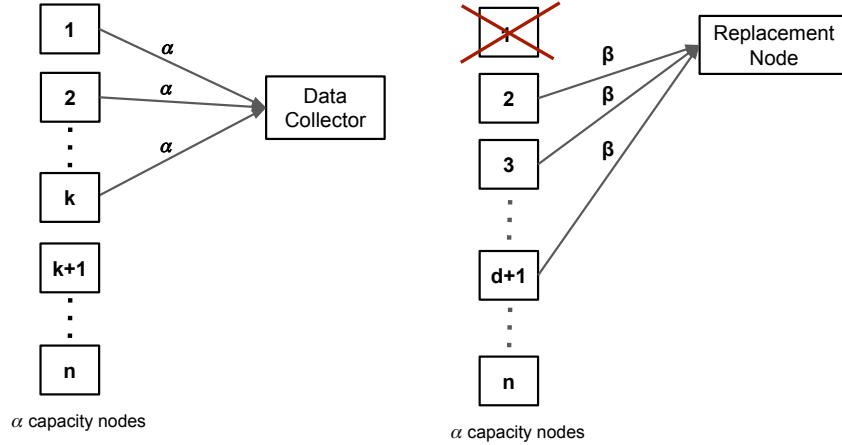 1
α
2
α
Data
Collector
α
k
k+1
n
α capacity nodes
1
Replacement
Node
β
2
β
3
β
d+1
n
α capacity nodes